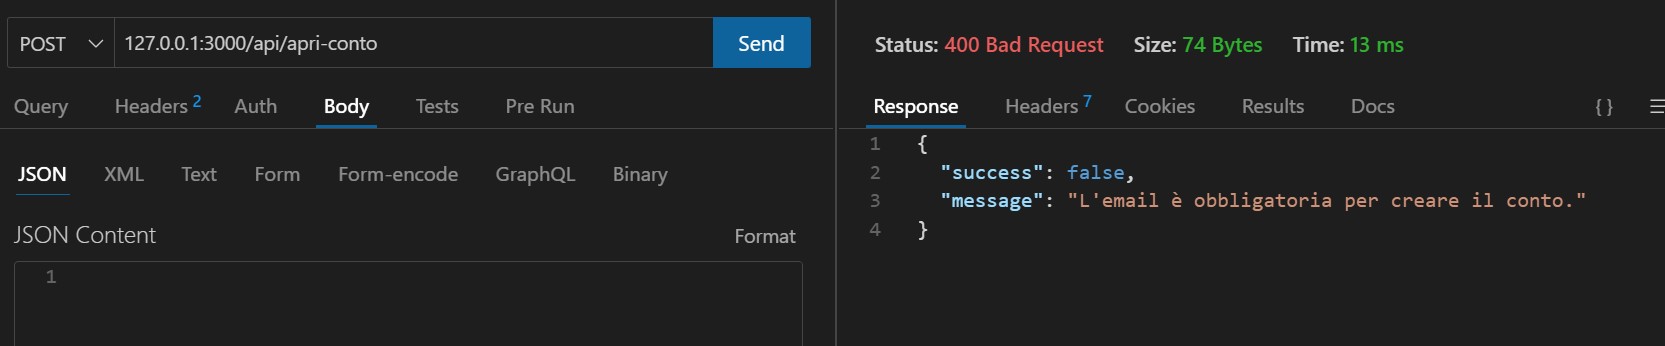 POST 127.0.0.1:3000/api/apri-conto Send
Query Headers 2 Auth Body Tests Pre Run
JSON XML Text Form Form-encode GraphQL Binary
JSON Content Format
1
Status: 400 Bad Request Size: 74 Bytes Time: 13 ms
Response Headers 7 Cookies Results Docs { }
1 {
2 "success": false,
3 "message": "L'email è obbligatoria per creare il conto."
4 }